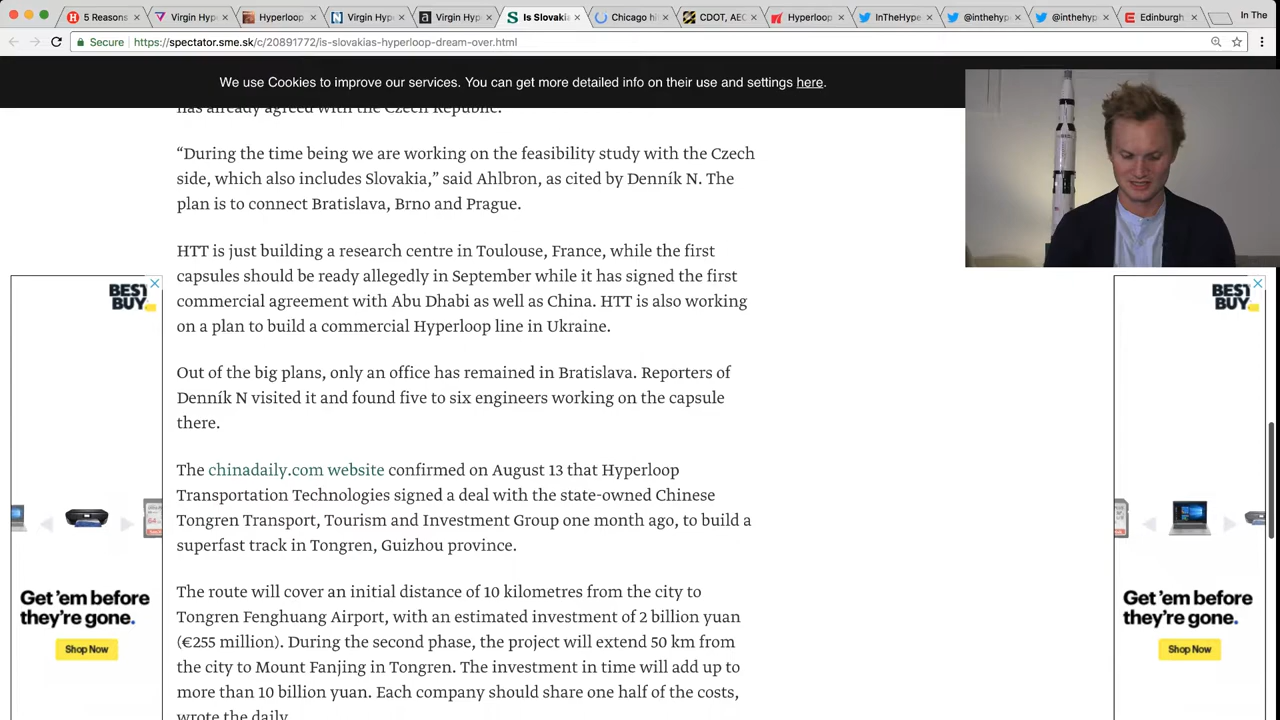 5 Reasons
Virgin Hyp
Hyperloop
Virgin Hyp
Virgin Hyp
Is Slovakia
Chicago hi
CDOT, AEC
Hyperloop
InTheHype
@inthehyp
@inthehyp
Edinburgh
In The
Secure
https://spectator.sme.sk/c/20891772/is-slovakias-hyperloop-dream-over.html
We use Cookies to improve our services. You can get more detailed info on their use and settings here.
has already agreed with the Czech Republic.
“During the time being we are working on the feasibility study with the Czech
side, which also includes Slovakia,” said Ahlbron, as cited by Denník N. The
plan is to connect Bratislava, Brno and Prague.
HTT is just building a research centre in Toulouse, France, while the first
capsules should be ready allegedly in September while it has signed the first
commercial agreement with Abu Dhabi as well as China. HTT is also working
on a plan to build a commercial Hyperloop line in Ukraine.
Out of the big plans, only an office has remained in Bratislava. Reporters of
Denník N visited it and found five to six engineers working on the capsule
there.
The chinadaily.com website confirmed on August 13 that Hyperloop
Transportation Technologies signed a deal with the state-owned Chinese
Tongren Transport, Tourism and Investment Group one month ago, to build a
superfast track in Tongren, Guizhou province.
The route will cover an initial distance of 10 kilometres from the city to
Tongren Fenghuang Airport, with an estimated investment of 2 billion yuan
(€255 million). During the second phase, the project will extend 50 km from
the city to Mount Fanjing in Tongren. The investment in time will add up to
more than 10 billion yuan. Each company should share one half of the costs,
wrote the daily.
BEST
BUY
Get 'em before
they're gone.
Shop Now
BEST
BUY
Get 'em before
they're gone.
Shop Now